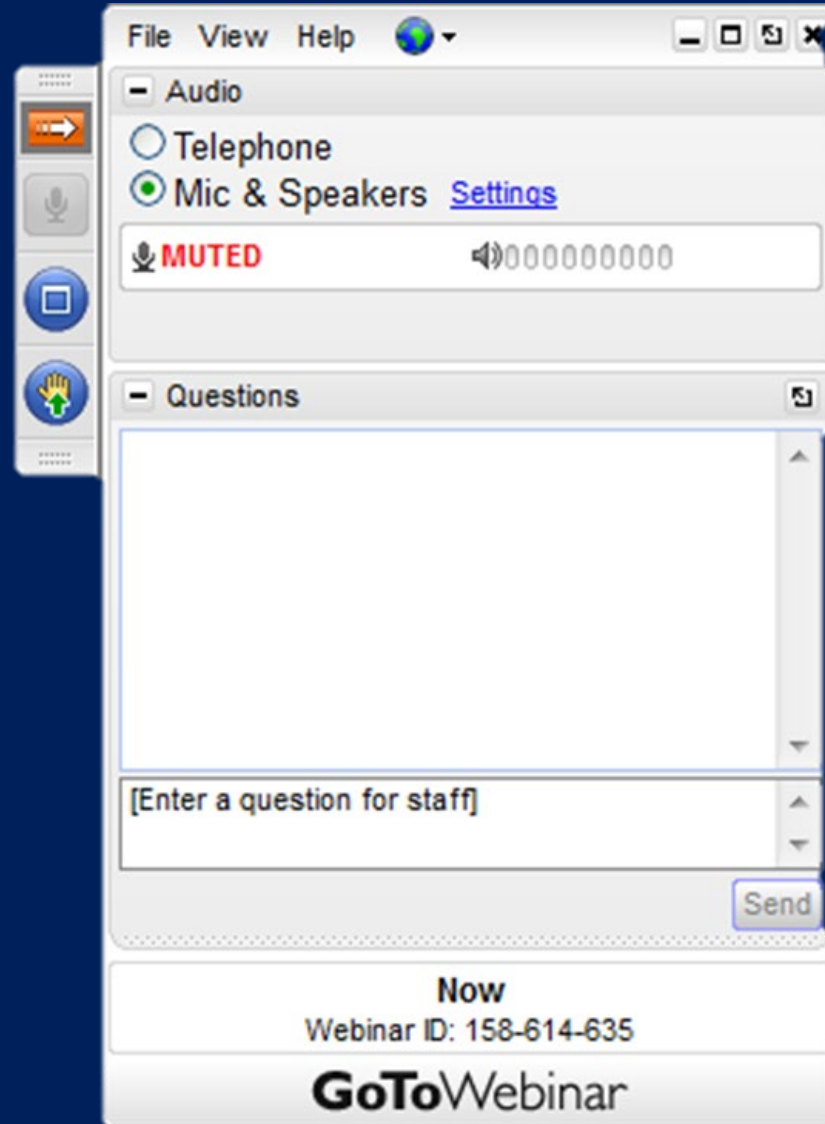 File View Help
Audio
Telephone
Mic & Speakers Settings
MUTED
Questions
[Enter a question for staff]
Send
Now
Webinar ID: 158-614-635
GoToWebinar